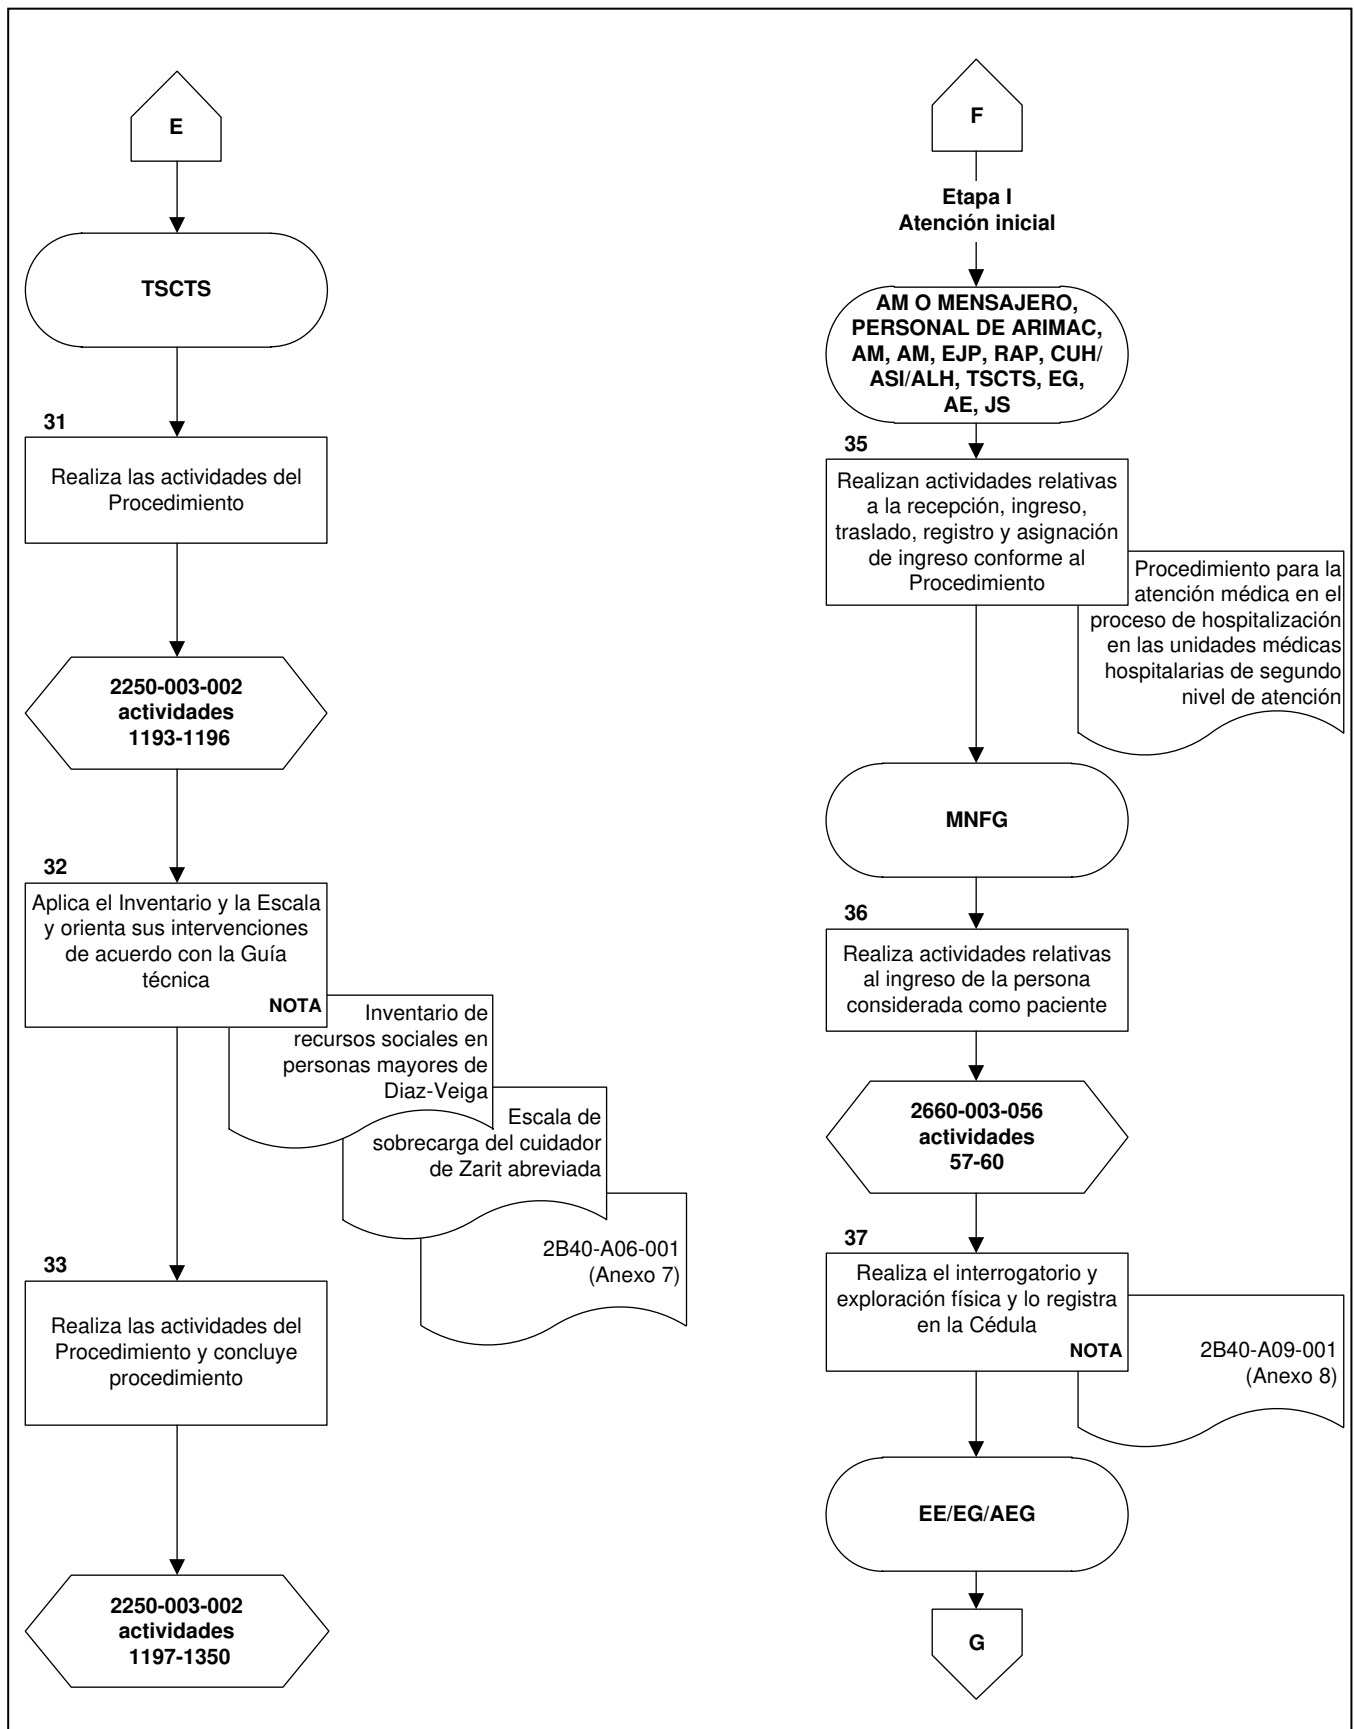 E
TSCTS
31
Realiza las actividades del
Procedimiento
2250-003-002
actividades
1193-1196
32
Aplica el Inventario y la Escala
y orienta sus intervenciones
de acuerdo con la Guía
técnica
NOTA
Inventario de
recursos sociales en
personas mayores de
Diaz-Veiga
Escala de
sobrecarga del cuidador
de Zarit abreviada
2B40-A06-001
(Anexo 7)
33
Realiza las actividades del
Procedimiento y concluye
procedimiento
2250-003-002
actividades
1197-1350
F
Etapa I
Atención inicial
AM O MENSAJERO,
PERSONAL DE ARIMAC,
AM, AM, EJP, RAP, CUH/
ASI/ALH, TSCTS, EG,
AE, JS
35
Realizan actividades relativas
a la recepción, ingreso,
traslado, registro y asignación
de ingreso conforme al
Procedimiento
Procedimiento para la
atención médica en el
proceso de hospitalización
en las unidades médicas
hospitalarias de segundo
nivel de atención
MNFG
36
Realiza actividades relativas
al ingreso de la persona
considerada como paciente
2660-003-056
actividades
57-60
37
Realiza el interrogatorio y
exploración física y lo registra
en la Cédula
NOTA
2B40-A09-001
(Anexo 8)
EE/EG/AEG
G